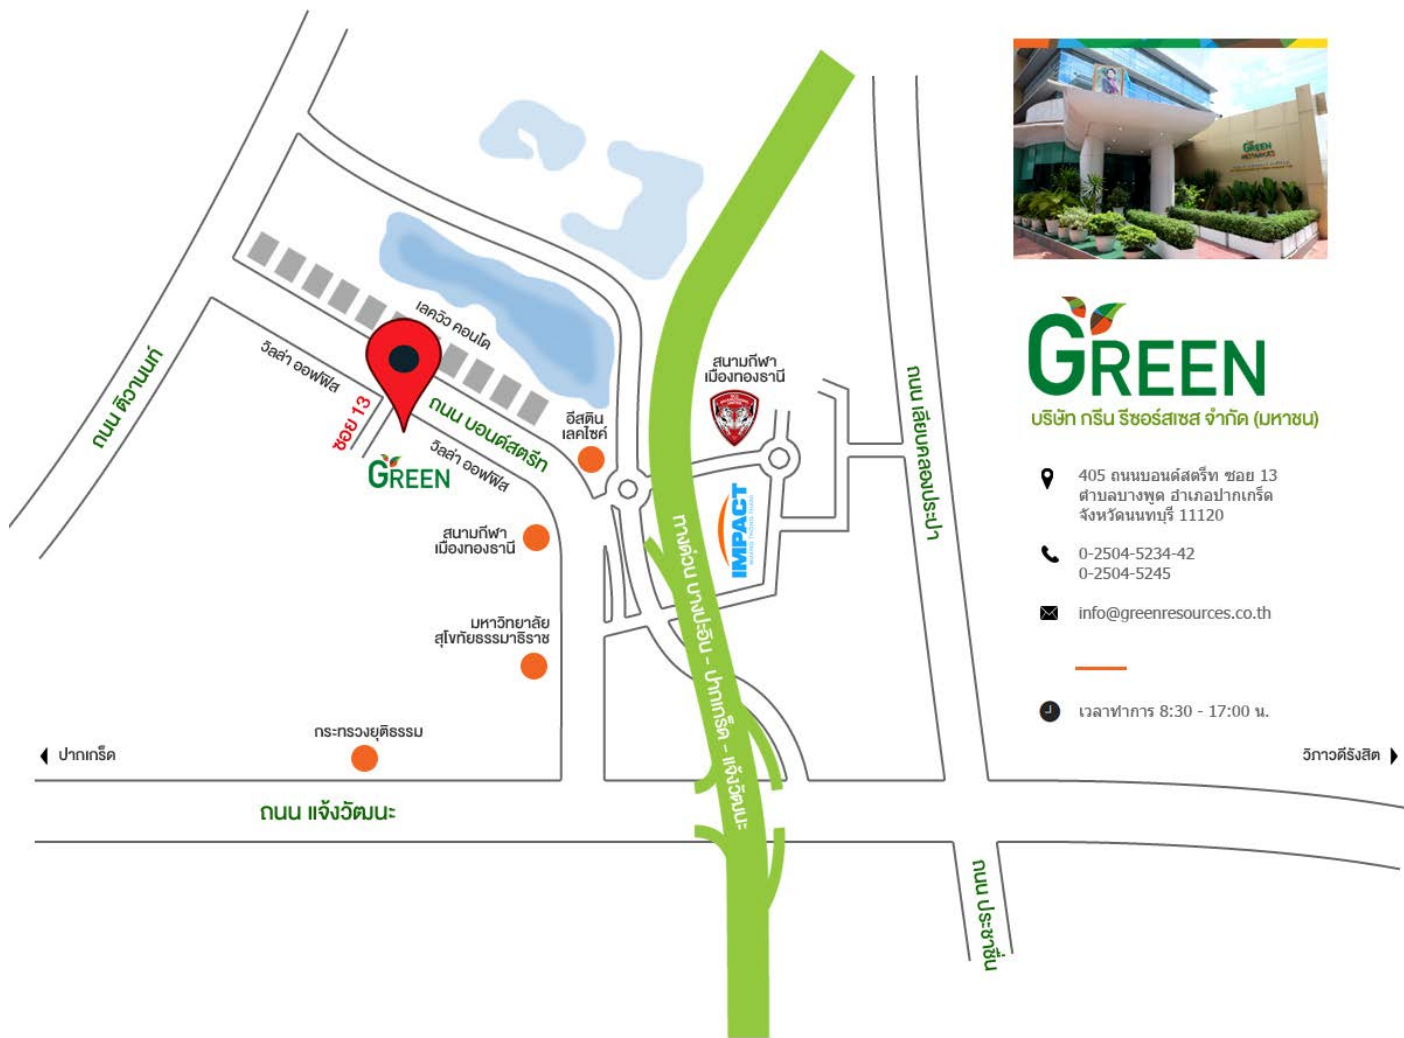 GREEN
บริษัท กรีน รีซอร์สเซส จำกัด (มหาชน)
405 ถนนบอนด์สตรีท ซอย 13
ตำบลบางพูด อำเภอปากเกร็ด
จังหวัดนนทบุรี 11120
0-2504-5234-42
0-2504-5245
info@greenresources.co.th
เวลาทำการ 8:30 - 17:00 น.
วิภาวดีรังสิต
เลควิว คอนโด
วิลล่า ออฟฟิส
ถนน ติวานนท์
ซอย 13
ถนน บอนด์สตรีท
วิลล่า ออฟฟิส
GREEN
อีสติน
เลคไซค์
สนามกีฬา
เมืองทองธานี
IMPACT
ถนน เลียบคลองประปา
สนามกีฬา
เมืองทองธานี
ทางด่วน บางปะอิน - ปากเกร็ด - แจ้งวัฒนะ
มหาวิทยาลัย
สุโขทัยธรรมาธิราช
กระทรวงยุติธรรม
ปากเกร็ด
ถนน แจ้งวัฒนะ
ถนน ประชาชื่น
GREEN